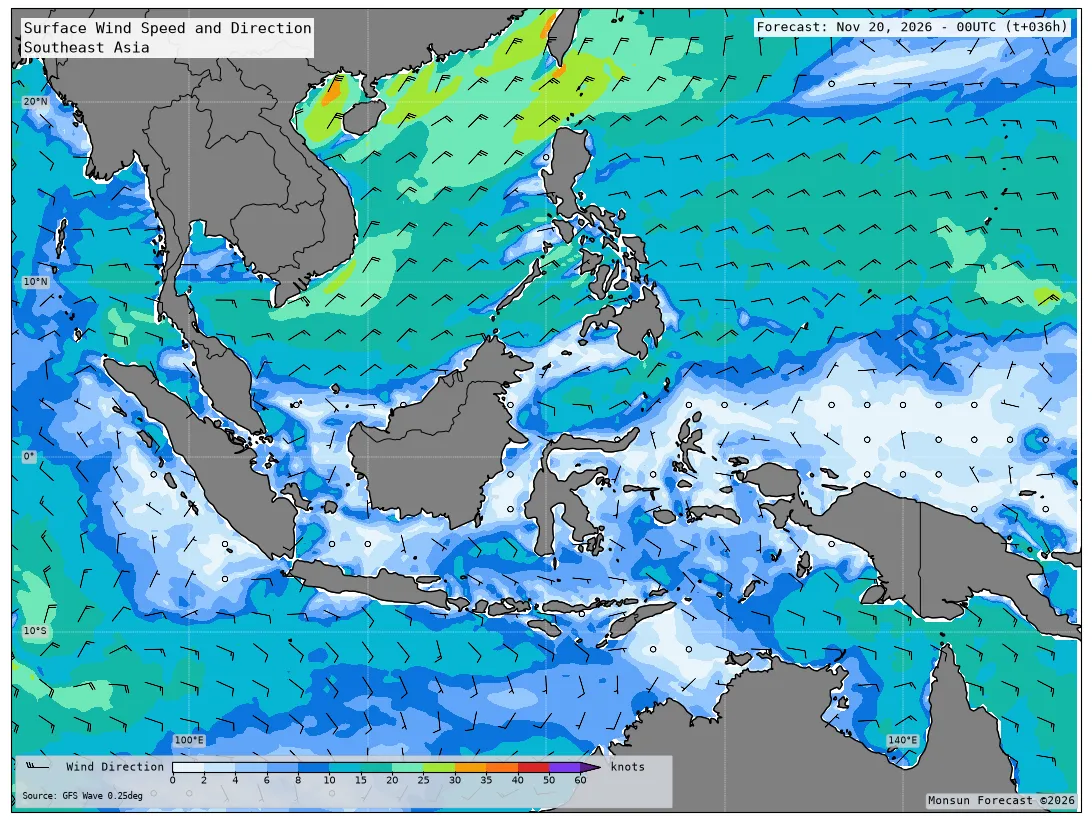 Surface Wind Speed and Direction
Southeast Asia
Forecast: Nov 20, 2026 - 00UTC (t+036h)
20°N
10°N
0°
10°S
100°E
140°E
Wind Direction
0 2 4 6 8 10 15 20 25 30 35 40 50 60
knots
Source: GFS Wave 0.25deg
Monsun Forecast ©2026